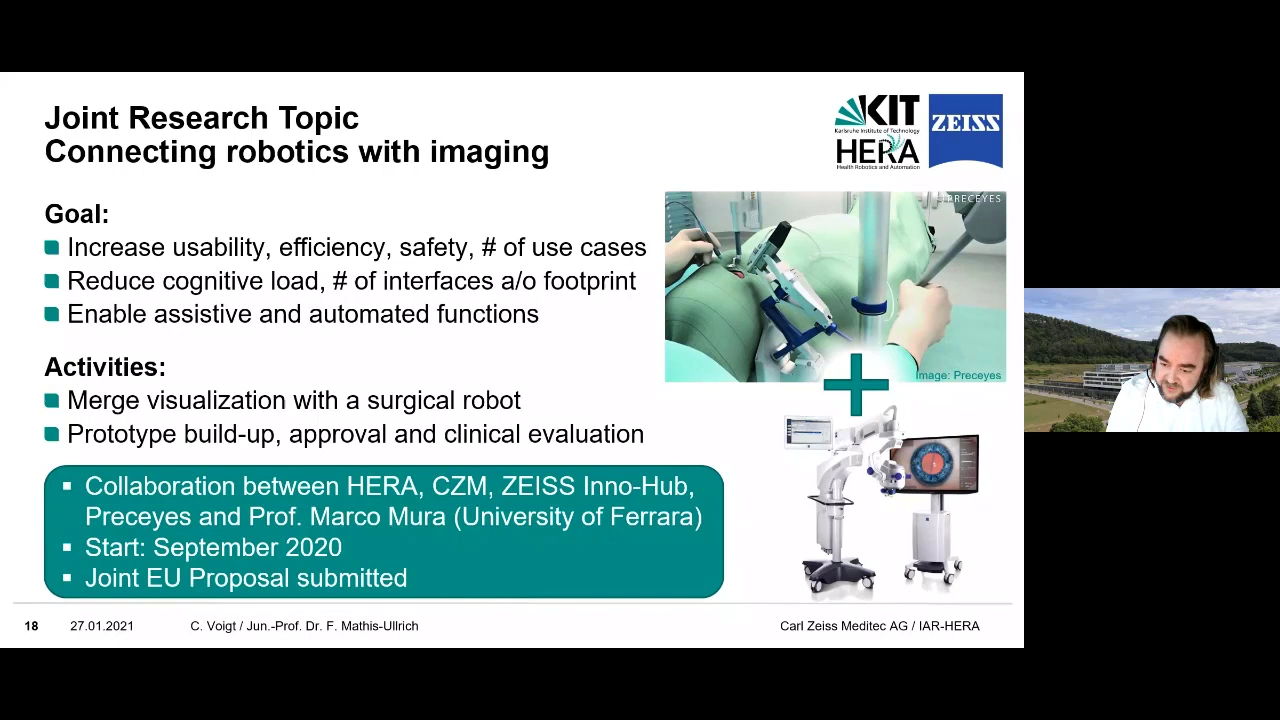 Joint Research Topic
Connecting robotics with imaging
KIT
Karlsruhe Institute of Technology
HERA
Health Robotics and Automation
ZEISS
Goal:
Increase usability, efficiency, safety, # of use cases
Reduce cognitive load, # of interfaces a/o footprint
Enable assistive and automated functions
Activities:
Merge visualization with a surgical robot
Prototype build-up, approval and clinical evaluation
PRECEYES
Image: Preceyes
Collaboration between HERA, CZM, ZEISS Inno-Hub,
Preceyes and Prof. Marco Mura (University of Ferrara)
Start: September 2020
Joint EU Proposal submitted
18 27.01.2021 C. Voigt / Jun.-Prof. Dr. F. Mathis-Ullrich Carl Zeiss Meditec AG / IAR-HERA